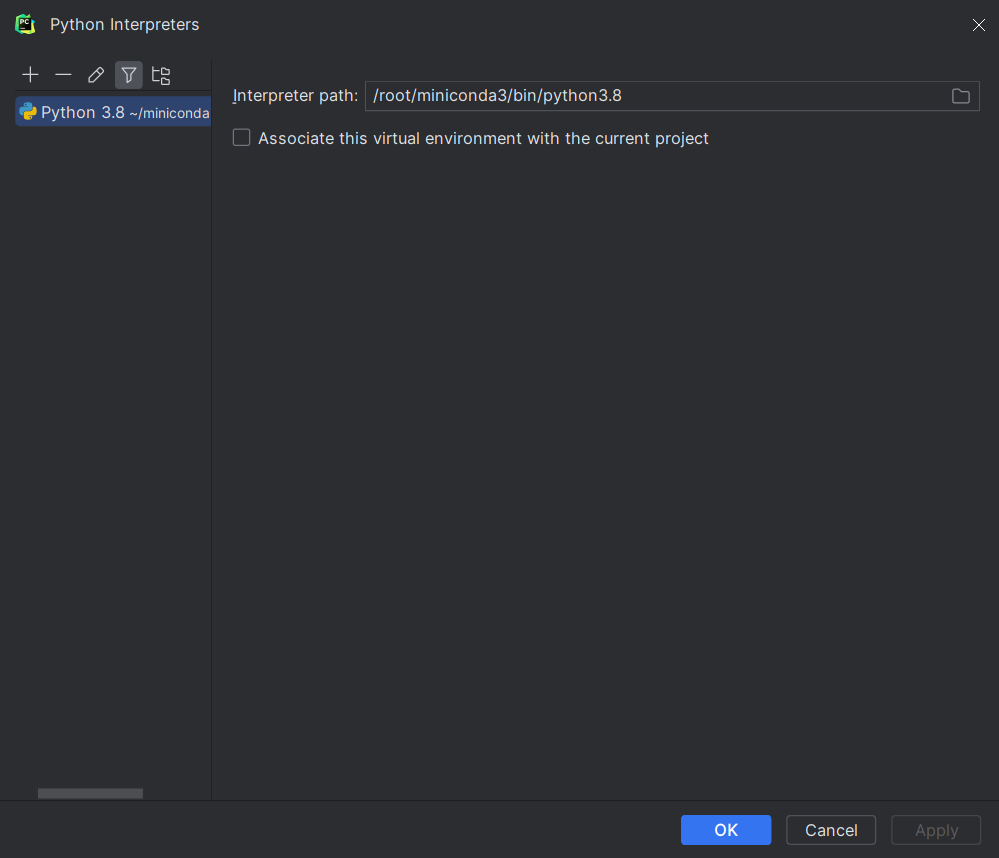 Python Interpreters
Interpreter path: /root/miniconda3/bin/python3.8
Python 3.8 ~/miniconda
Associate this virtual environment with the current project
OK Cancel Apply